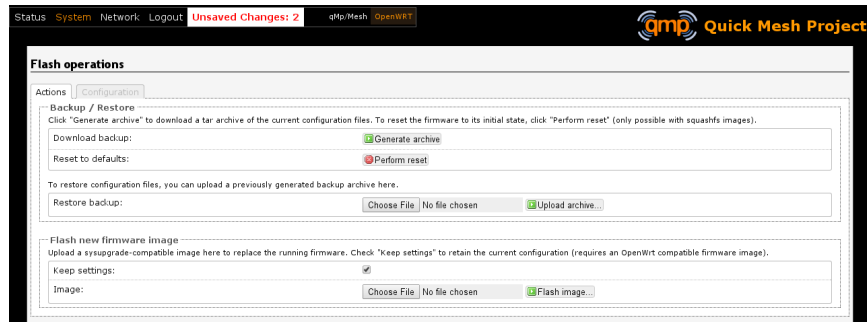 Status System Network Logout Unsaved Changes: 2 qMp/Mesh OpenWRT
qmp Quick Mesh Project
Flash operations
Actions Configuration
Backup / Restore
Click "Generate archive" to download a tar archive of the current configuration files. To reset the firmware to its initial state, click "Perform reset" (only possible with squashfs images).
Download backup: Generate archive
Reset to defaults: Perform reset
To restore configuration files, you can upload a previously generated backup archive here.
Restore backup: Choose File No file chosen Upload archive...
Flash new firmware image
Upload a sysupgrade-compatible image here to replace the running firmware. Check "Keep settings" to retain the current configuration (requires an OpenWrt compatible firmware image).
Keep settings:
Image: Choose File No file chosen Flash image...